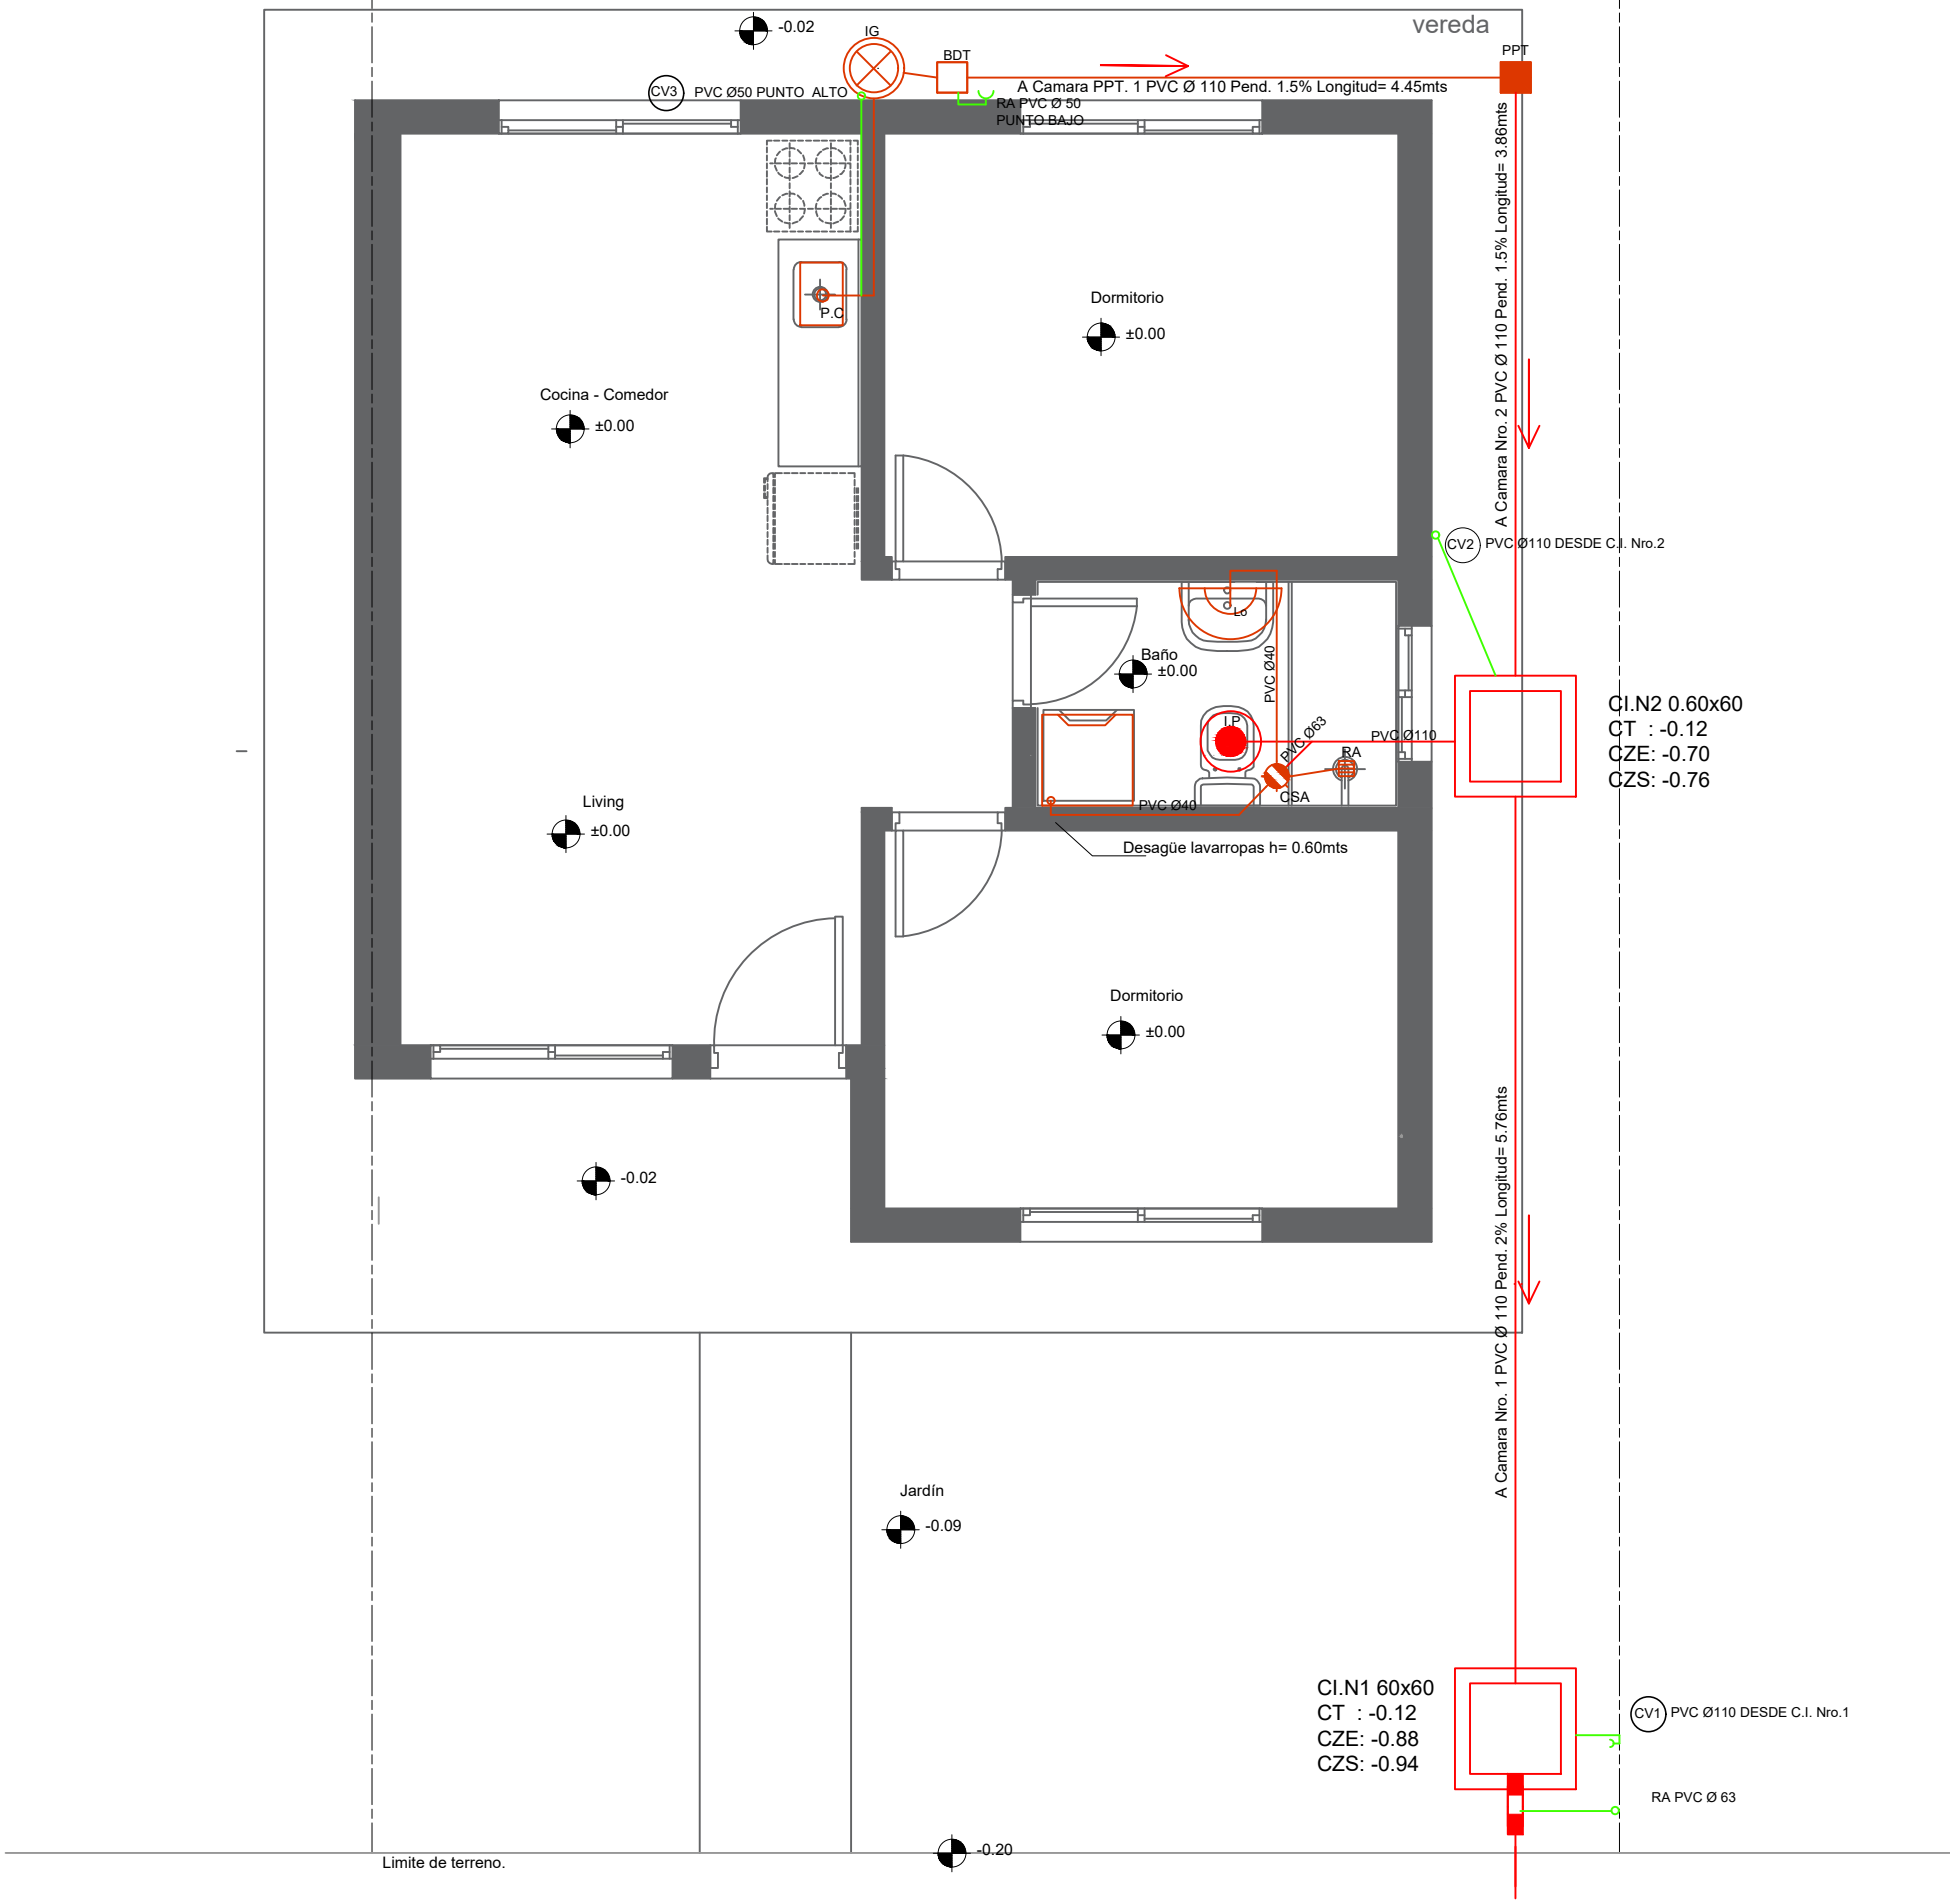 vereda
-0.02
IG
BDT
PPT
CV3
PVC Ø50 PUNTO ALTO
A Camara PPT. 1 PVC Ø 110 Pend. 1.5% Longitud= 4.45mts
RA PVC Ø 50
PUNTO BAJO
A Camara Nro. 2 PVC Ø 110 Pend. 1.5% Longitud= 3.86mts
P.C
Dormitorio
±0.00
Cocina - Comedor
±0.00
CV2
PVC Ø110 DESDE C.I. Nro.2
Lo
Baño
±0.00
PVC Ø40
I.P
PVC Ø63
PVC Ø110
RA
CSA
PVC Ø40
CI.N2 0.60x60
CT : -0.12
CZE: -0.70
CZS: -0.76
Living
±0.00
Desagüe lavarropas h= 0.60mts
Dormitorio
±0.00
-0.02
A Camara Nro. 1 PVC Ø 110 Pend. 2% Longitud= 5.76mts
Jardín
-0.09
CI.N1 60x60
CT : -0.12
CZE: -0.88
CZS: -0.94
CV1
PVC Ø110 DESDE C.I. Nro.1
RA PVC Ø 63
-0.20
Limite de terreno.